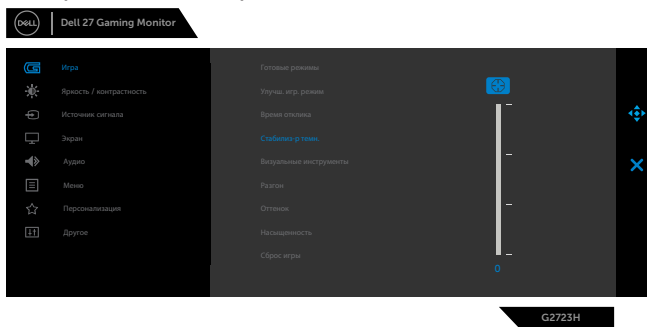 DELL
Dell 27 Gaming Monitor
Игра
Яркость / контрастность
Источник сигнала
Экран
Аудио
Меню
Персонализация
Другое
Готовые режимы
Улучш. игр. режим
Время отклика
Стабилиз-р темн.
Визуальные инструменты
Разгон
Оттенок
Насыщенность
Сброс игры
0
G2723H